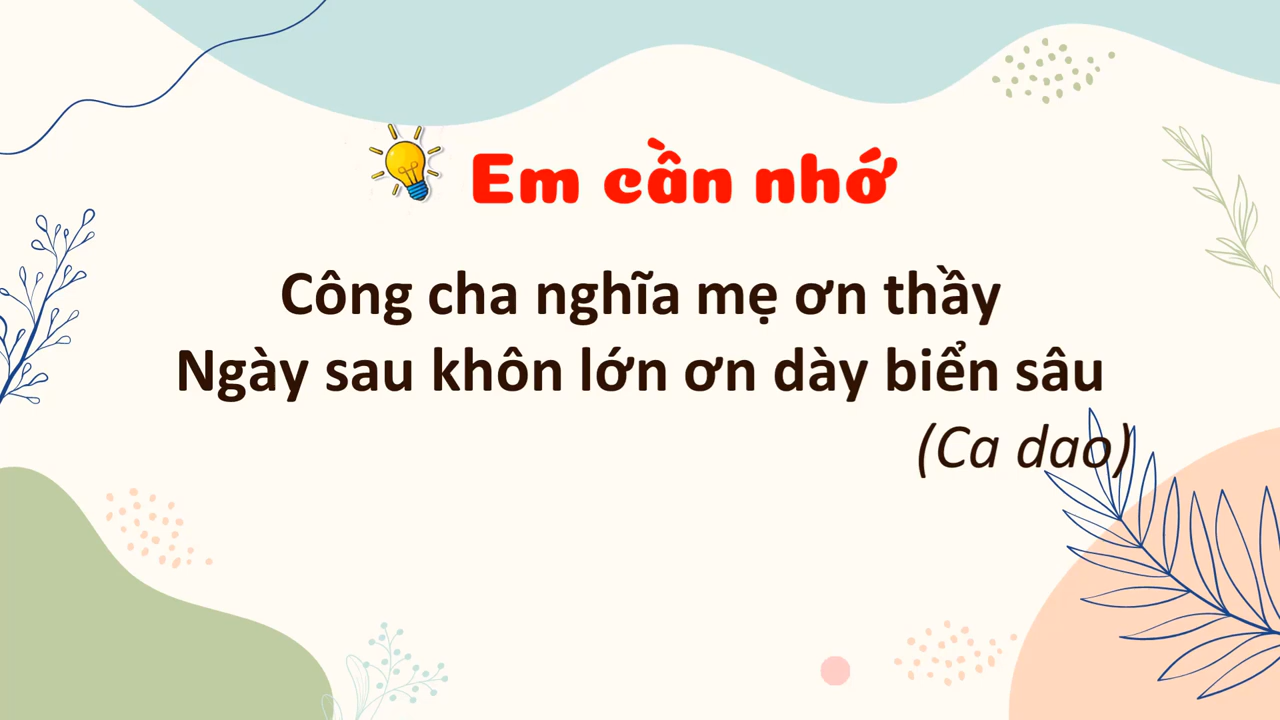 Em cần nhớ
Công cha nghĩa mẹ ơn thầy
Ngày sau khôn lớn ơn dày biển sâu
(Ca dao)